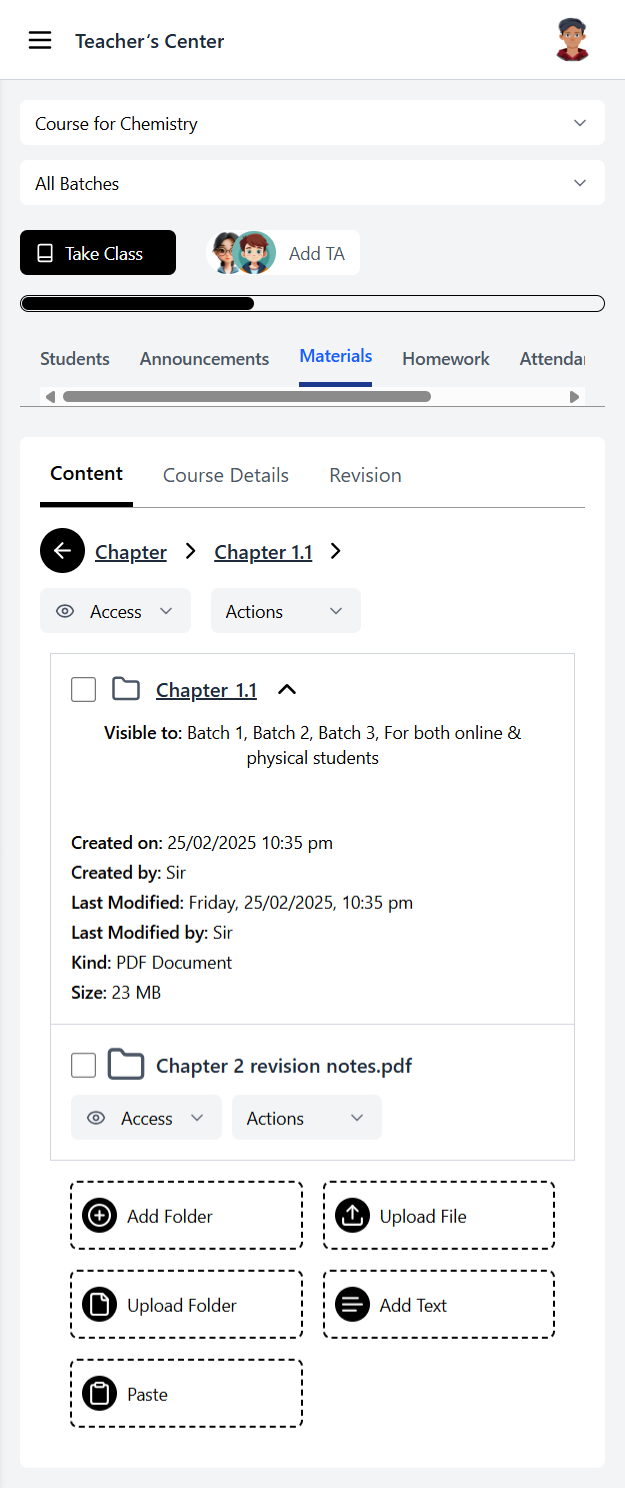 Teacher‘s Center
Course for Chemistry
All Batches
Take Class
Add TA
Students Announcements Materials Homework Attendan
Content Course Details Revision
Chapter Chapter 1.1
Access Actions
Chapter 1.1
Visible to: Batch 1, Batch 2, Batch 3, For both online &
physical students
Created on: 25/02/2025 10:35 pm
Created by: Sir
Last Modified: Friday, 25/02/2025, 10:35 pm
Last Modified by: Sir
Kind: PDF Document
Size: 23 MB
Chapter 2 revision notes.pdf
Access Actions
Add Folder Upload File
Upload Folder Add Text
Paste